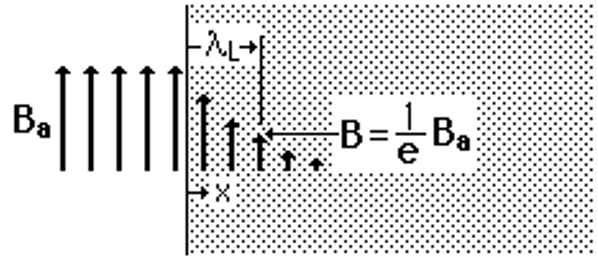 λL
Ba
B = 1/e Ba
x